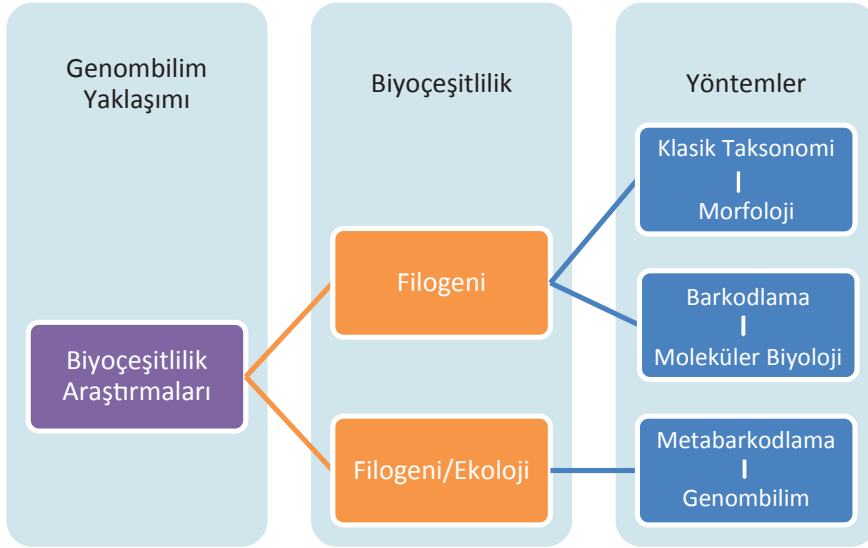 Genombilim
Yaklaşımı
Biyoçeşitlilik
Araştırmaları
Biyoçeşitlilik
Filogeni
Filogeni/Ekoloji
Yöntemler
Klasik Taksonomi
Morfoloji
Barkodlama
Moleküler Biyoloji
Metabarkodlama
Genombilim